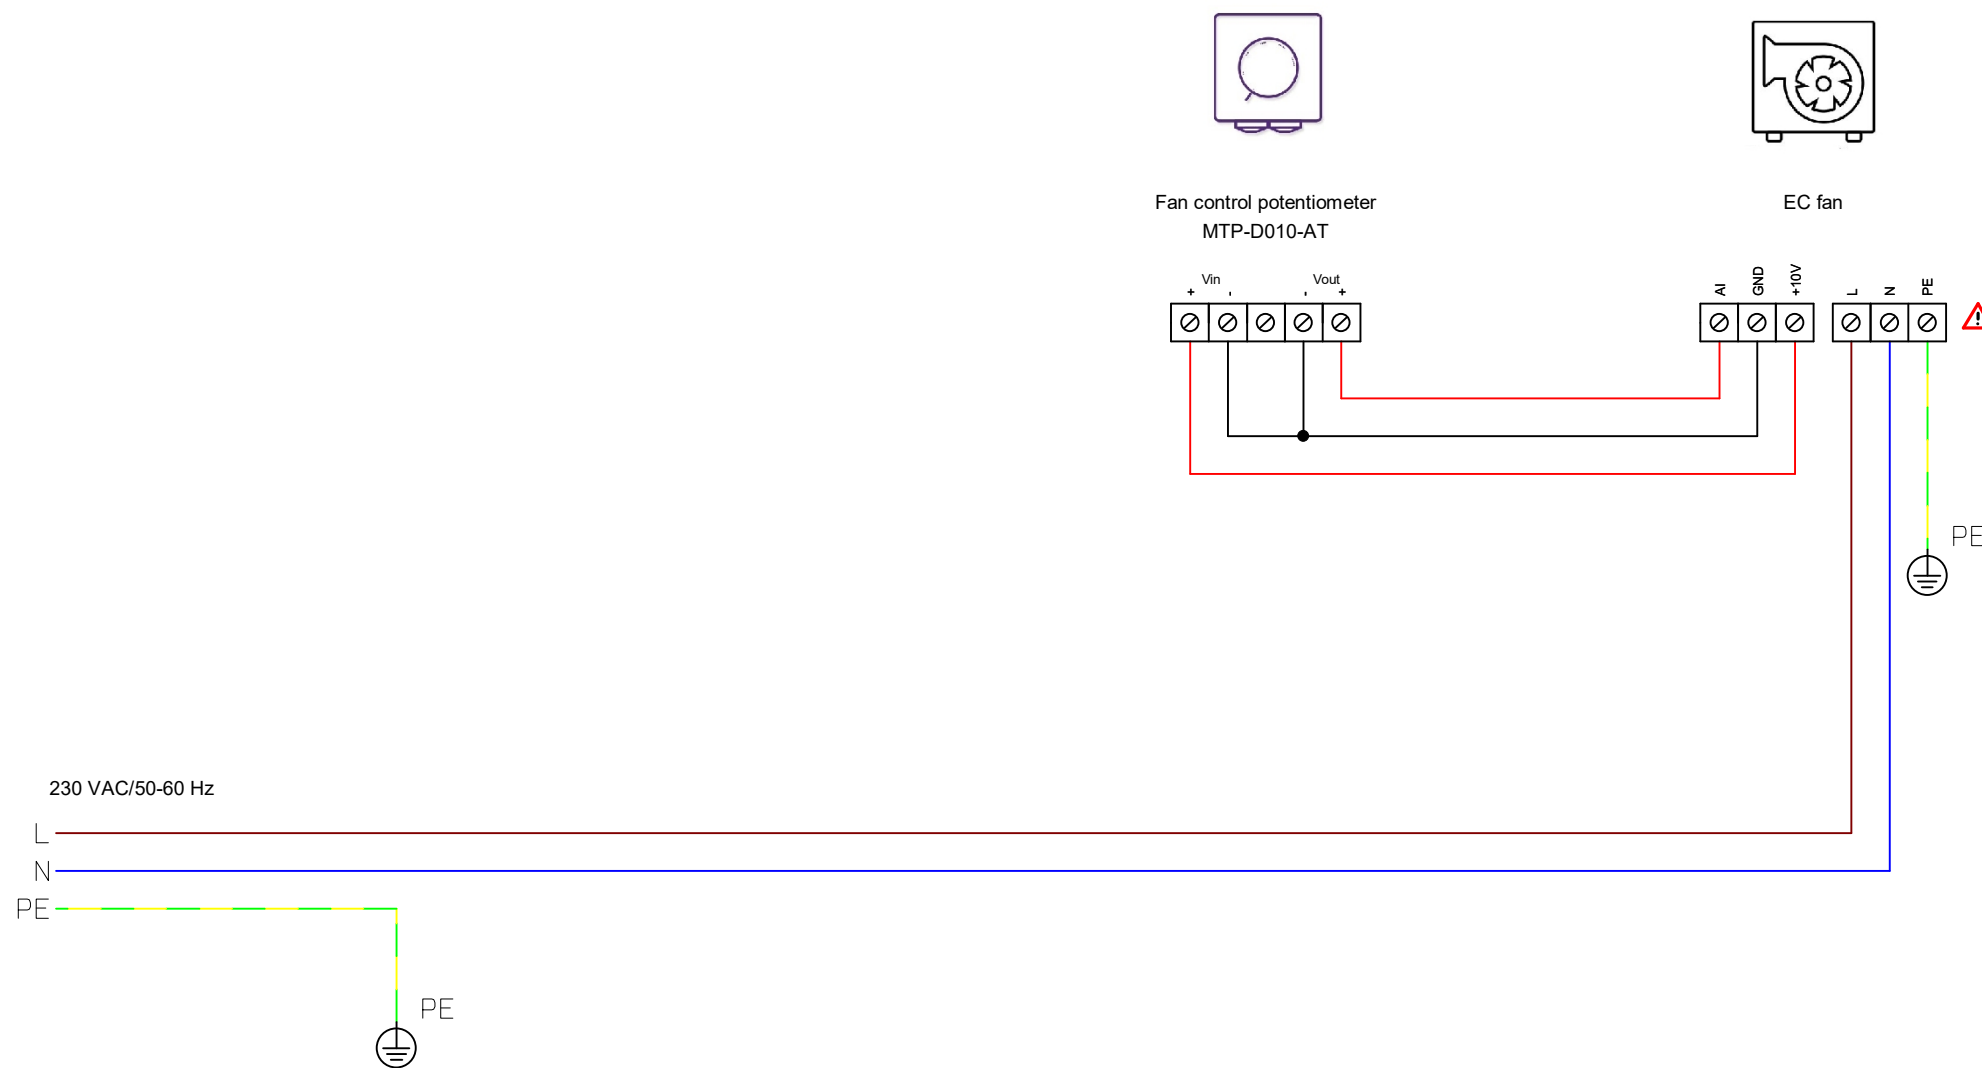 Fan control potentiometer
MTP-D010-AT
EC fan
Vin
Vout
+ - - +
AI GND +10V L N PE
PE
230 VAC/50-60 Hz
L
N
PE
PE